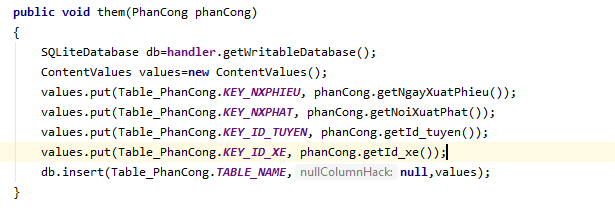 public void them(PhanCong phanCong)
{
SQLiteDatabase db=handler.getWritableDatabase();
ContentValues values=new ContentValues();
values.put(Table_PhanCong.KEY_NXPHIEU, phanCong.getNgayXuatPhieu());
values.put(Table_PhanCong.KEY_NXPHAT, phanCong.getNoiXuatPhat());
values.put(Table_PhanCong.KEY_ID_TUYEN, phanCong.getId_tuyen());
values.put(Table_PhanCong.KEY_ID_XE, phanCong.getId_xe());
db.insert(Table_PhanCong.TABLE_NAME, nullColumnHack: null,values);
}